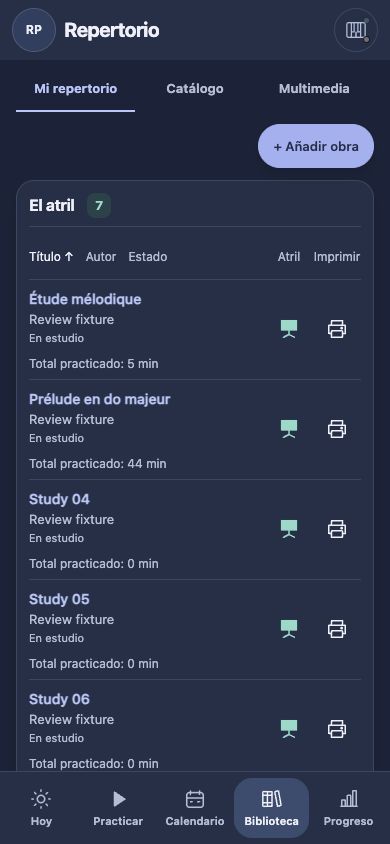 RP Repertorio
Mi repertorio Catálogo Multimedia
+ Añadir obra
El atril 7
Título ↑ Autor Estado Atril Imprimir
Étude mélodique
Review fixture
En estudio
Total practicado: 5 min
Prélude en do majeur
Review fixture
En estudio
Total practicado: 44 min
Study 04
Review fixture
En estudio
Total practicado: 0 min
Study 05
Review fixture
En estudio
Total practicado: 0 min
Study 06
Review fixture
En estudio
Total practicado: 0 min
Hoy Practicar Calendario Biblioteca Progreso